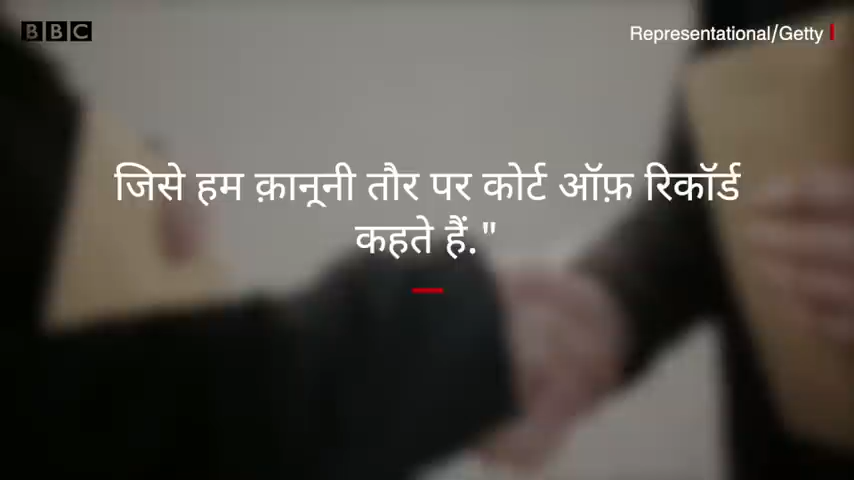 BBC
Representational/Getty
जिसे हम क़ानूनी तौर पर कोर्ट ऑफ़ रिकॉर्ड
कहते हैं."